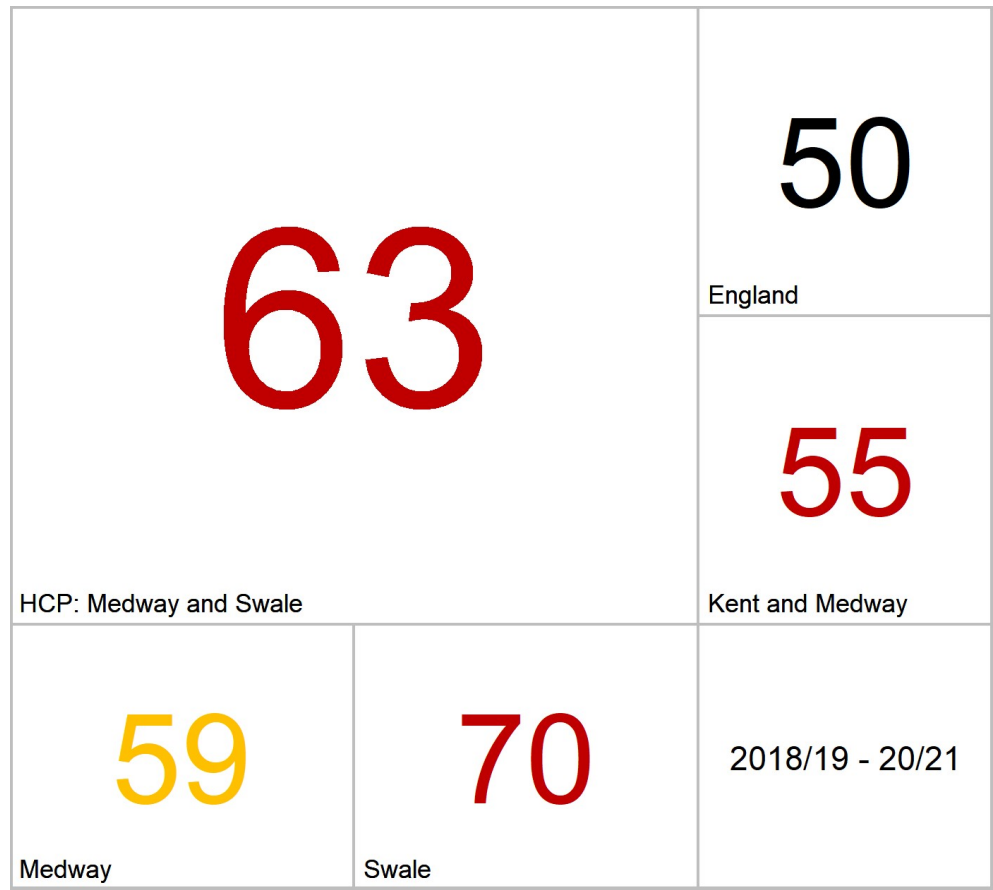 63
HCP: Medway and Swale
50
England
55
Kent and Medway
59
Medway
70
Swale
2018/19 - 20/21